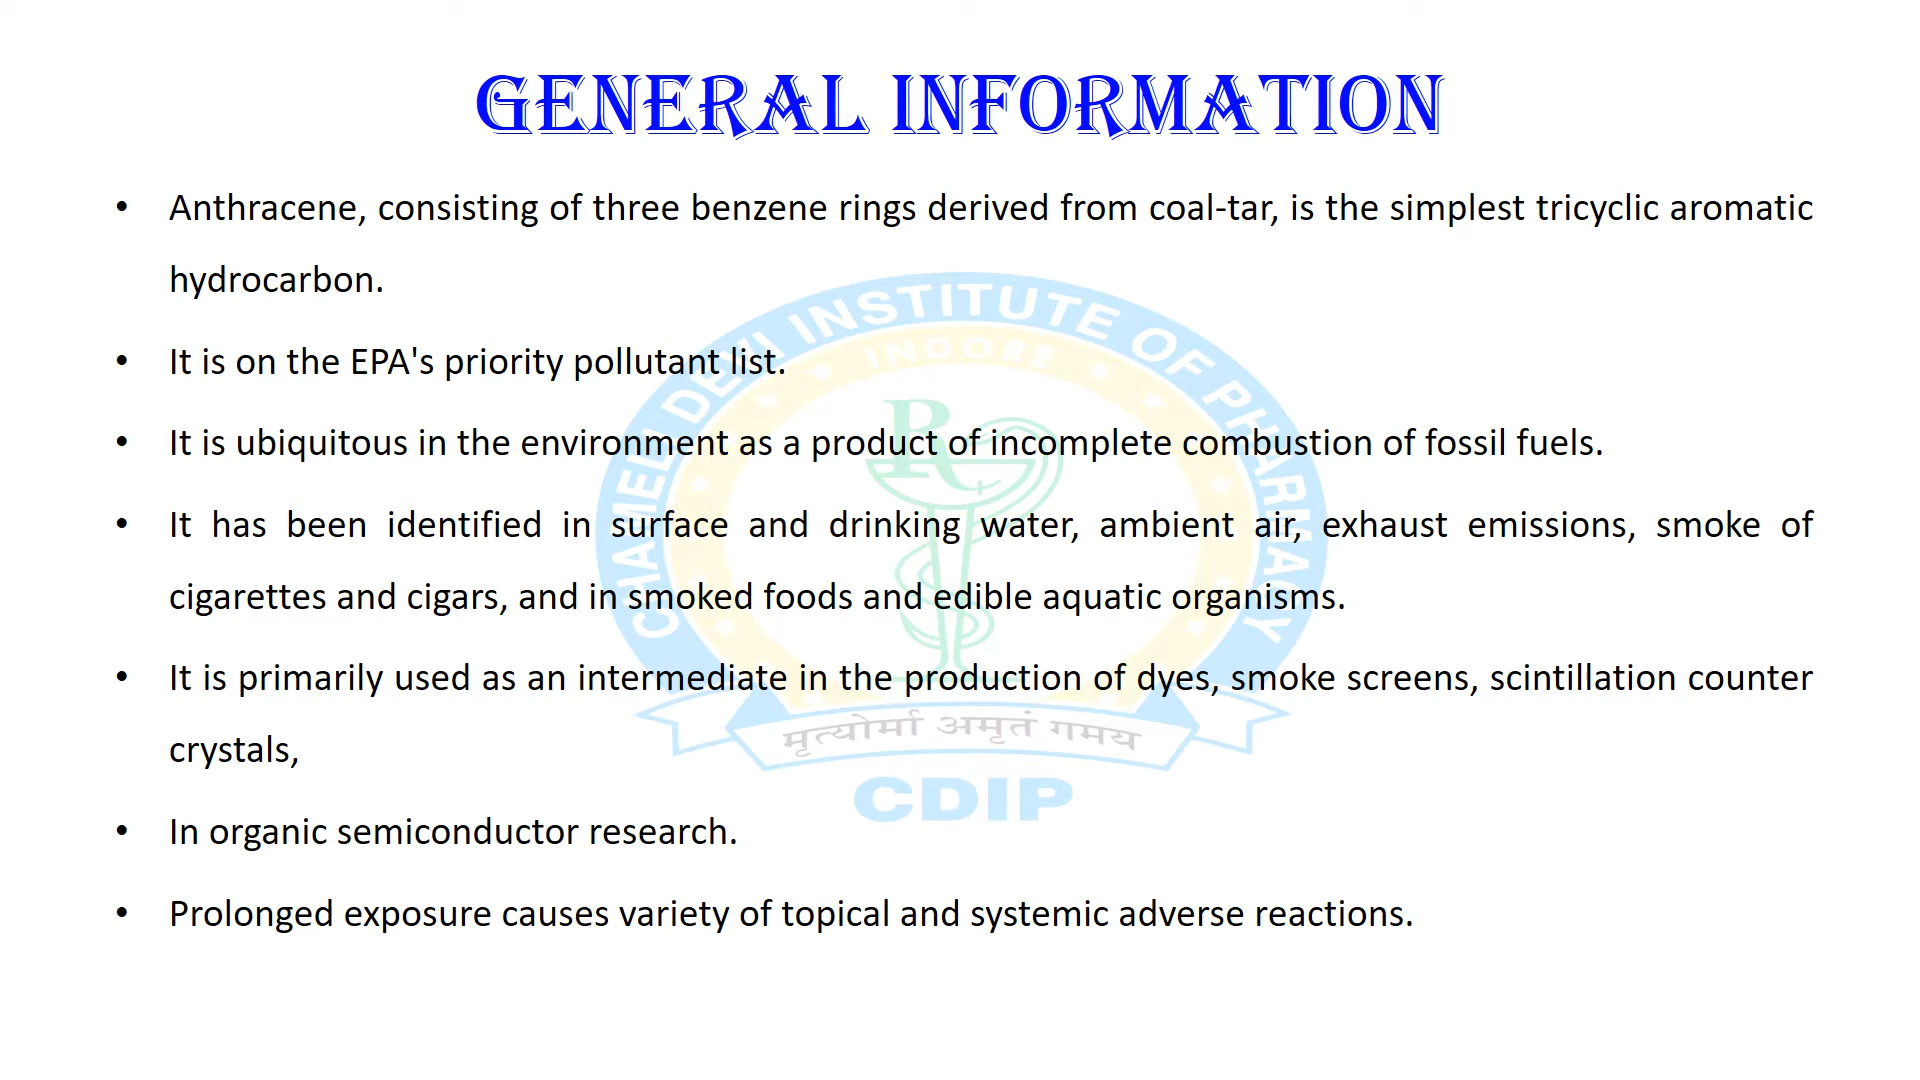 GENERAL INFORMATION
• Anthracene, consisting of three benzene rings derived from coal-tar, is the simplest tricyclic aromatic
hydrocarbon.
• It is on the EPA's priority pollutant list.
• It is ubiquitous in the environment as a product of incomplete combustion of fossil fuels.
• It has been identified in surface and drinking water, ambient air, exhaust emissions, smoke of
cigarettes and cigars, and in smoked foods and edible aquatic organisms.
• It is primarily used as an intermediate in the production of dyes, smoke screens, scintillation counter
crystals,
• In organic semiconductor research.
• Prolonged exposure causes variety of topical and systemic adverse reactions.
CHAMELI DEVI INSTITUTE OF PHARMACY
INDORE
R
मृत्योर्मा अमृतं गमय
CDIP